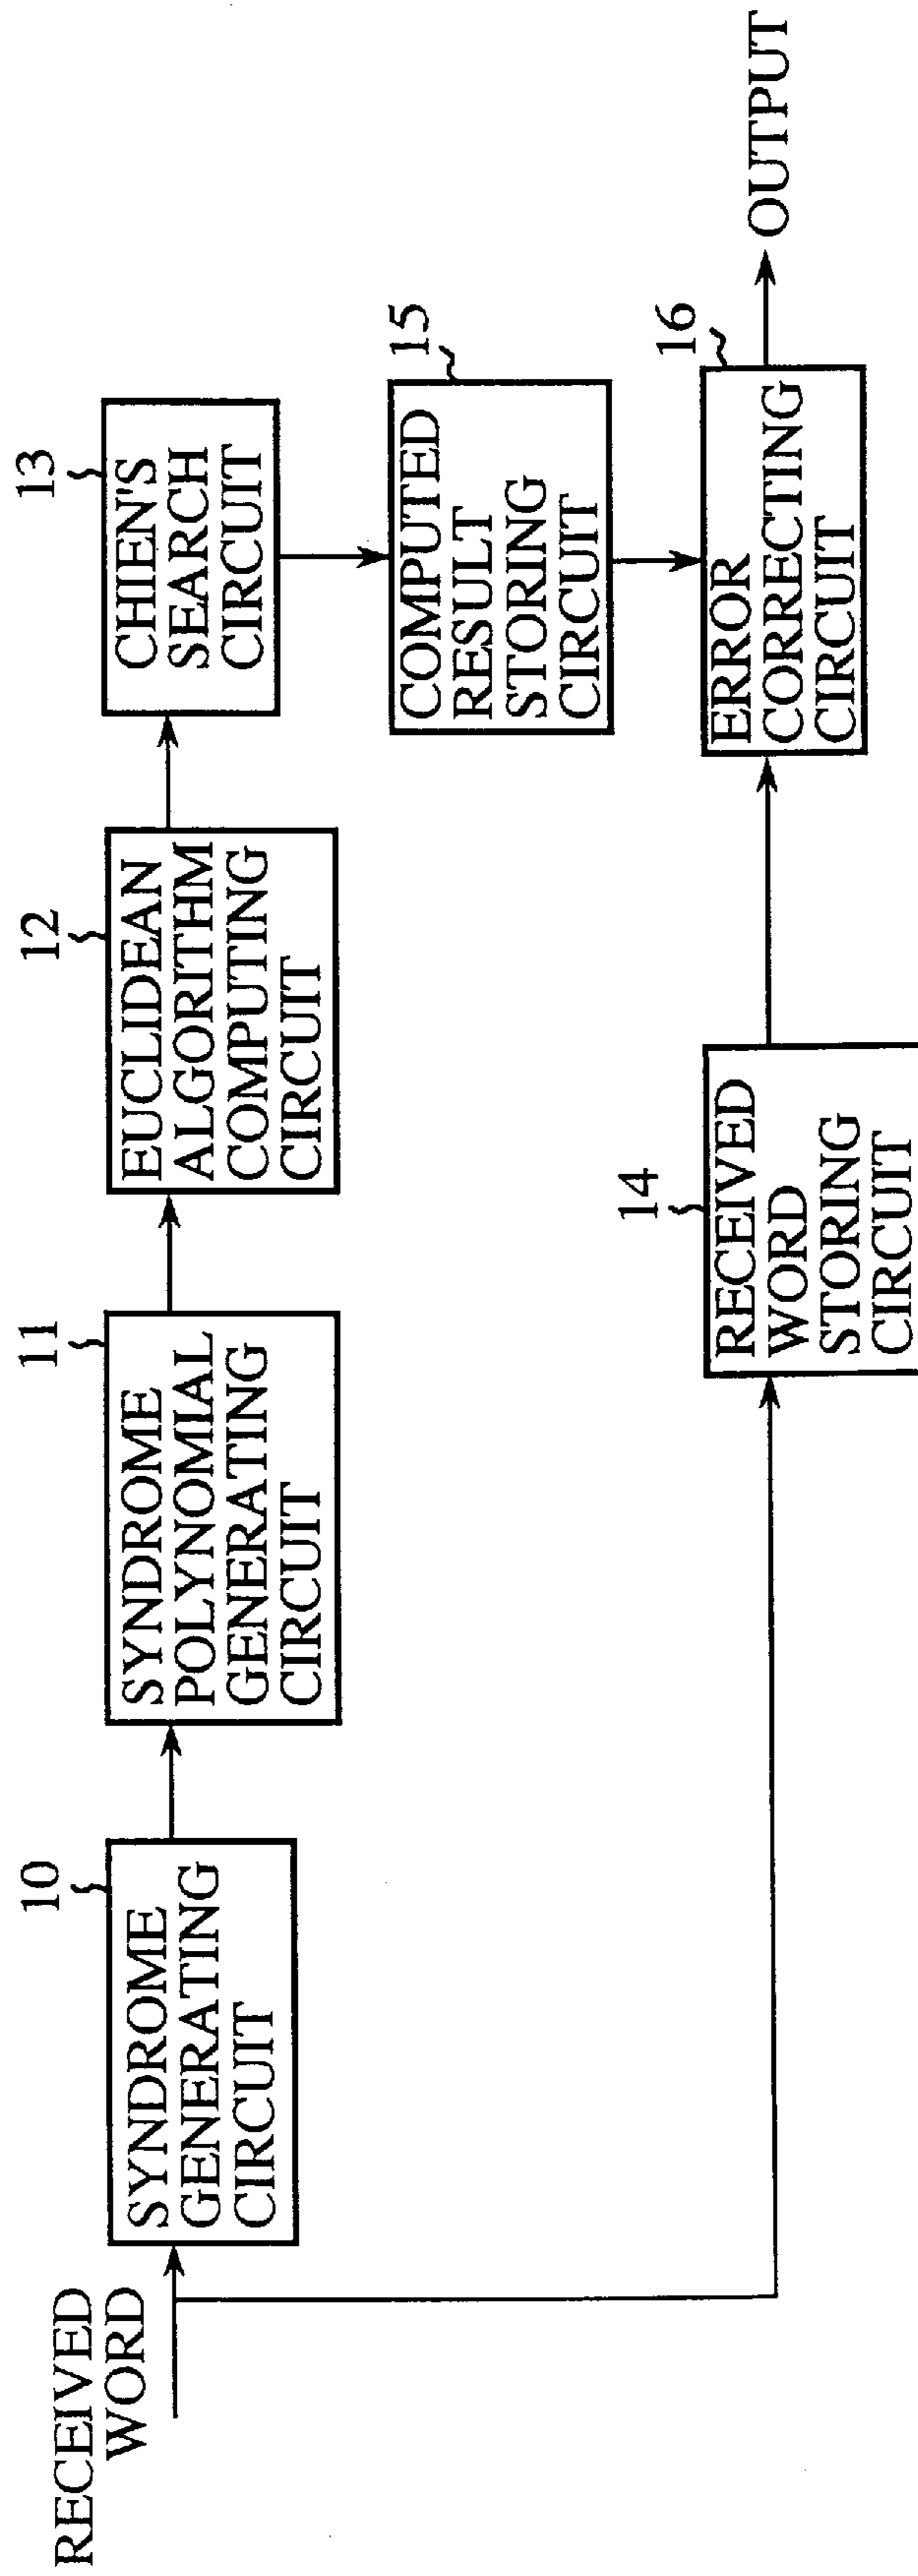 RECEIVED
WORD
10
SYNDROME
GENERATING
CIRCUIT
11
SYNDROME
POLYNOMIAL
GENERATING
CIRCUIT
12
EUCLIDEAN
ALGORITHM
COMPUTING
CIRCUIT
13
CHIEN'S
SEARCH
CIRCUIT
15
COMPUTED
RESULT
STORING
CIRCUIT
14
RECEIVED
WORD
STORING
CIRCUIT
16
ERROR
CORRECTING
CIRCUIT
OUTPUT